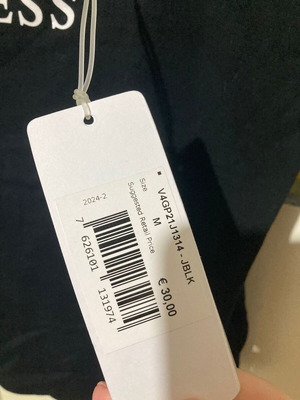 ESS
V4GP21J1314 - JBLK
Size
M
Suggested Retail Price
€ 30,00
2024-2
7 626101 131974